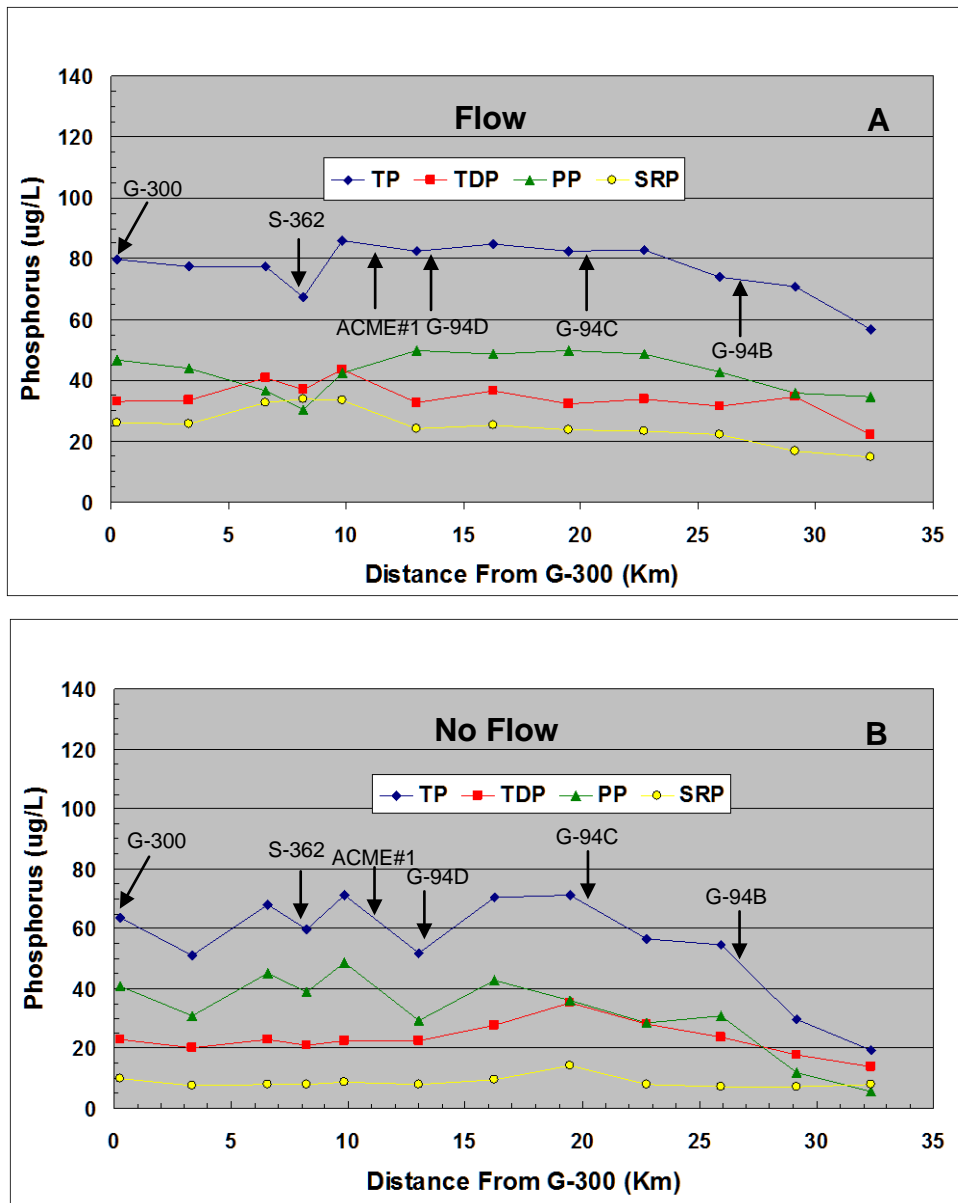 Flow
A
TP TDP PP SRP
G-300
S-362
ACME#1 G-94D
G-94C
G-94B
Phosphorus (ug/L)
140
120
100
80
60
40
20
0
0 5 10 15 20 25 30 35
Distance From G-300 (Km)
No Flow
B
TP TDP PP SRP
G-300
S-362
ACME#1
G-94D
G-94C
G-94B
Phosphorus (ug/L)
140
120
100
80
60
40
20
0
0 5 10 15 20 25 30 35
Distance From G-300 (Km)